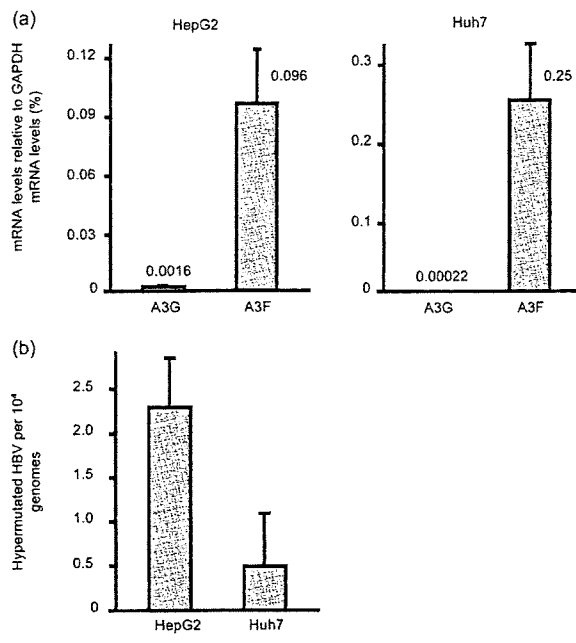 (a)
HepG2
Huh7
mRNA levels relative to GAPDH
mRNA levels (%)
0.12
0.09
0.06
0.03
0
0.0016
0.096
A3G
A3F
0.3
0.2
0.1
0
0.00022
0.25
A3G
A3F
(b)
Hypermutated HBV per 10⁴
genomes
2.5
2.0
1.5
1.0
0.5
0
HepG2
Huh7